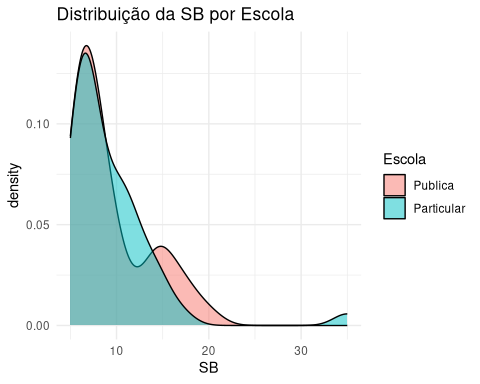 Distribuição da SB por Escola
density
0.10
0.05
0.00
10
20
30
SB
Escola
Publica
Particular